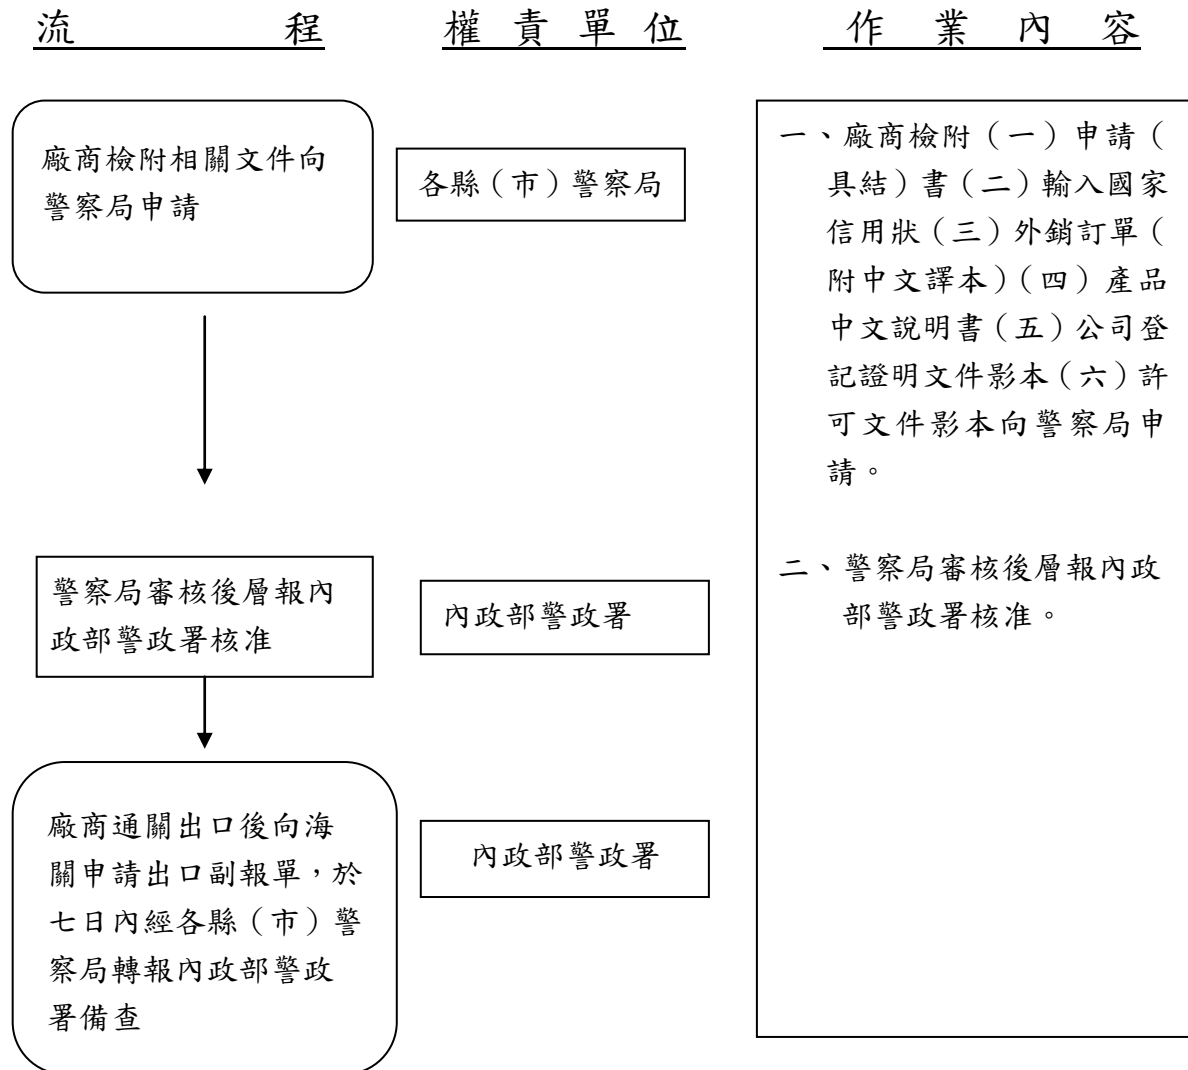 流程 權責單位 作業內容
廠商檢附相關文件向
警察局申請
各縣（市）警察局
一、廠商檢附（一）申請（
具結）書（二）輸入國家
信用狀（三）外銷訂單（
附中文譯本）（四）產品
中文說明書（五）公司登
記證明文件影本（六）許
可文件影本向警察局申
請。
二、警察局審核後層報內政
部警政署核准。
警察局審核後層報內
政部警政署核准
內政部警政署
廠商通關出口後向海
關申請出口副報單，於
七日內經各縣（市）警
察局轉報內政部警政
署備查
內政部警政署